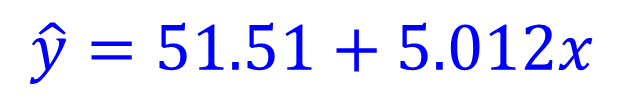 ŷ = 51.51 + 5.012x